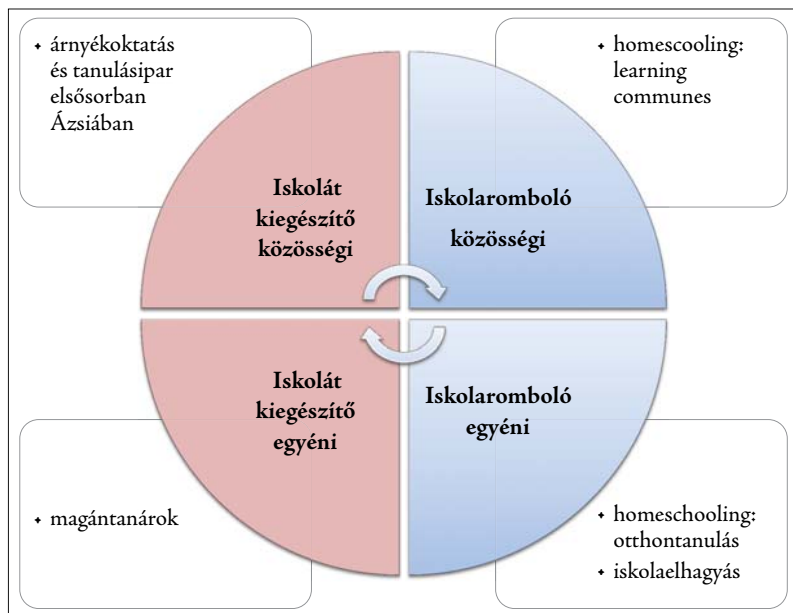 ✦ árnyékoktatás
és tanulásipar
elsősorban
Ázsiában
✦ homescooling:
learning
communes
Iskolát
kiegészítő
közösségi
Iskolaromboló
közösségi
Iskolát
kiegészítő
egyéni
Iskolaromboló
egyéni
✦ magántanárok
✦ homeschooling:
otthontanulás
✦ iskolaelhagyás